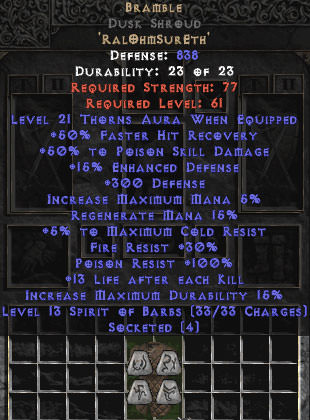 Bramble
Dusk Shroud
'RalOhmSurEth'
Defense: 838
Durability: 23 of 23
Required Strength: 77
Required Level: 61
Level 21 Thorns Aura When Equipped
+50% Faster Hit Recovery
+50% to Poison Skill Damage
+15% Enhanced Defense
+300 Defense
Increase Maximum Mana 5%
Regenerate Mana 15%
+5% to Maximum Cold Resist
Fire Resist +30%
Poison Resist +100%
+13 Life after each Kill
Increase Maximum Durability 15%
Level 13 Spirit of Barbs (33/33 Charges)
Socketed (4)